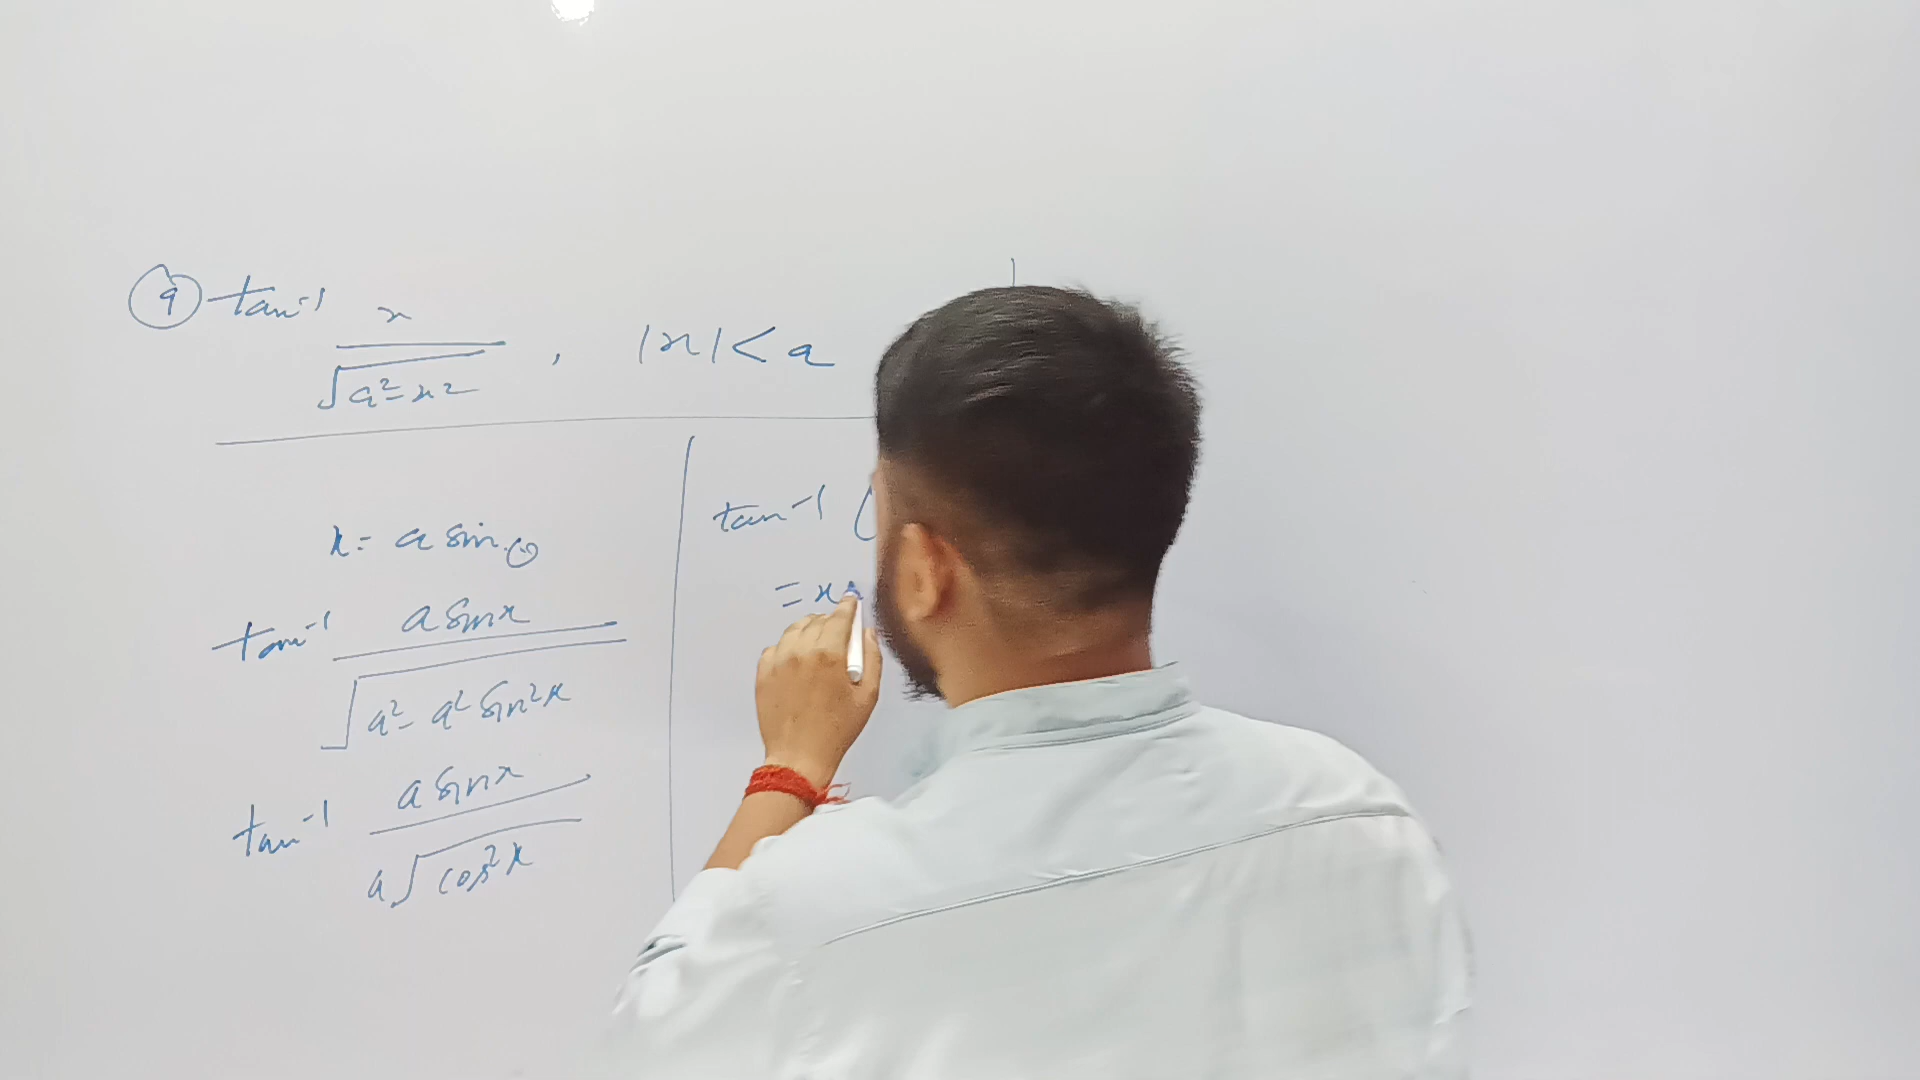 9 tan⁻¹ x / √a²-x² , |x| < a
x = a sin θ
tan⁻¹ a sinx / √a² - a² sin²x
tan⁻¹ a sinx / a√cos²x
tan⁻¹ (
= x